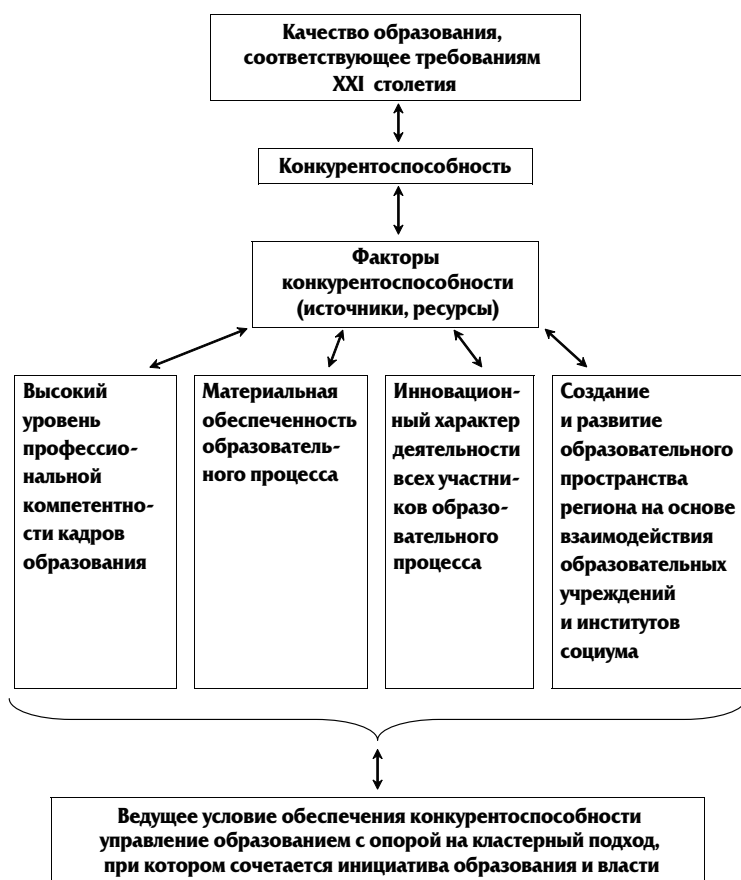 Качество образования,
соответствующее требованиям
XXI столетия
Конкурентоспособность
Факторы
конкурентоспособности
(источники, ресурсы)
Высокий
уровень
профессио-
нальной
компетентно-
сти кадров
образования
Материальная
обеспеченность
образователь-
ного процесса
Инновацион-
ный характер
деятельности
всех участни-
ков образо-
вательного
процесса
Создание
и развитие
образовательного
пространства
региона на основе
взаимодействия
образовательных
учреждений
и институтов
социума
Ведущее условие обеспечения конкурентоспособности
управление образованием с опорой на кластерный подход,
при котором сочетается инициатива образования и власти